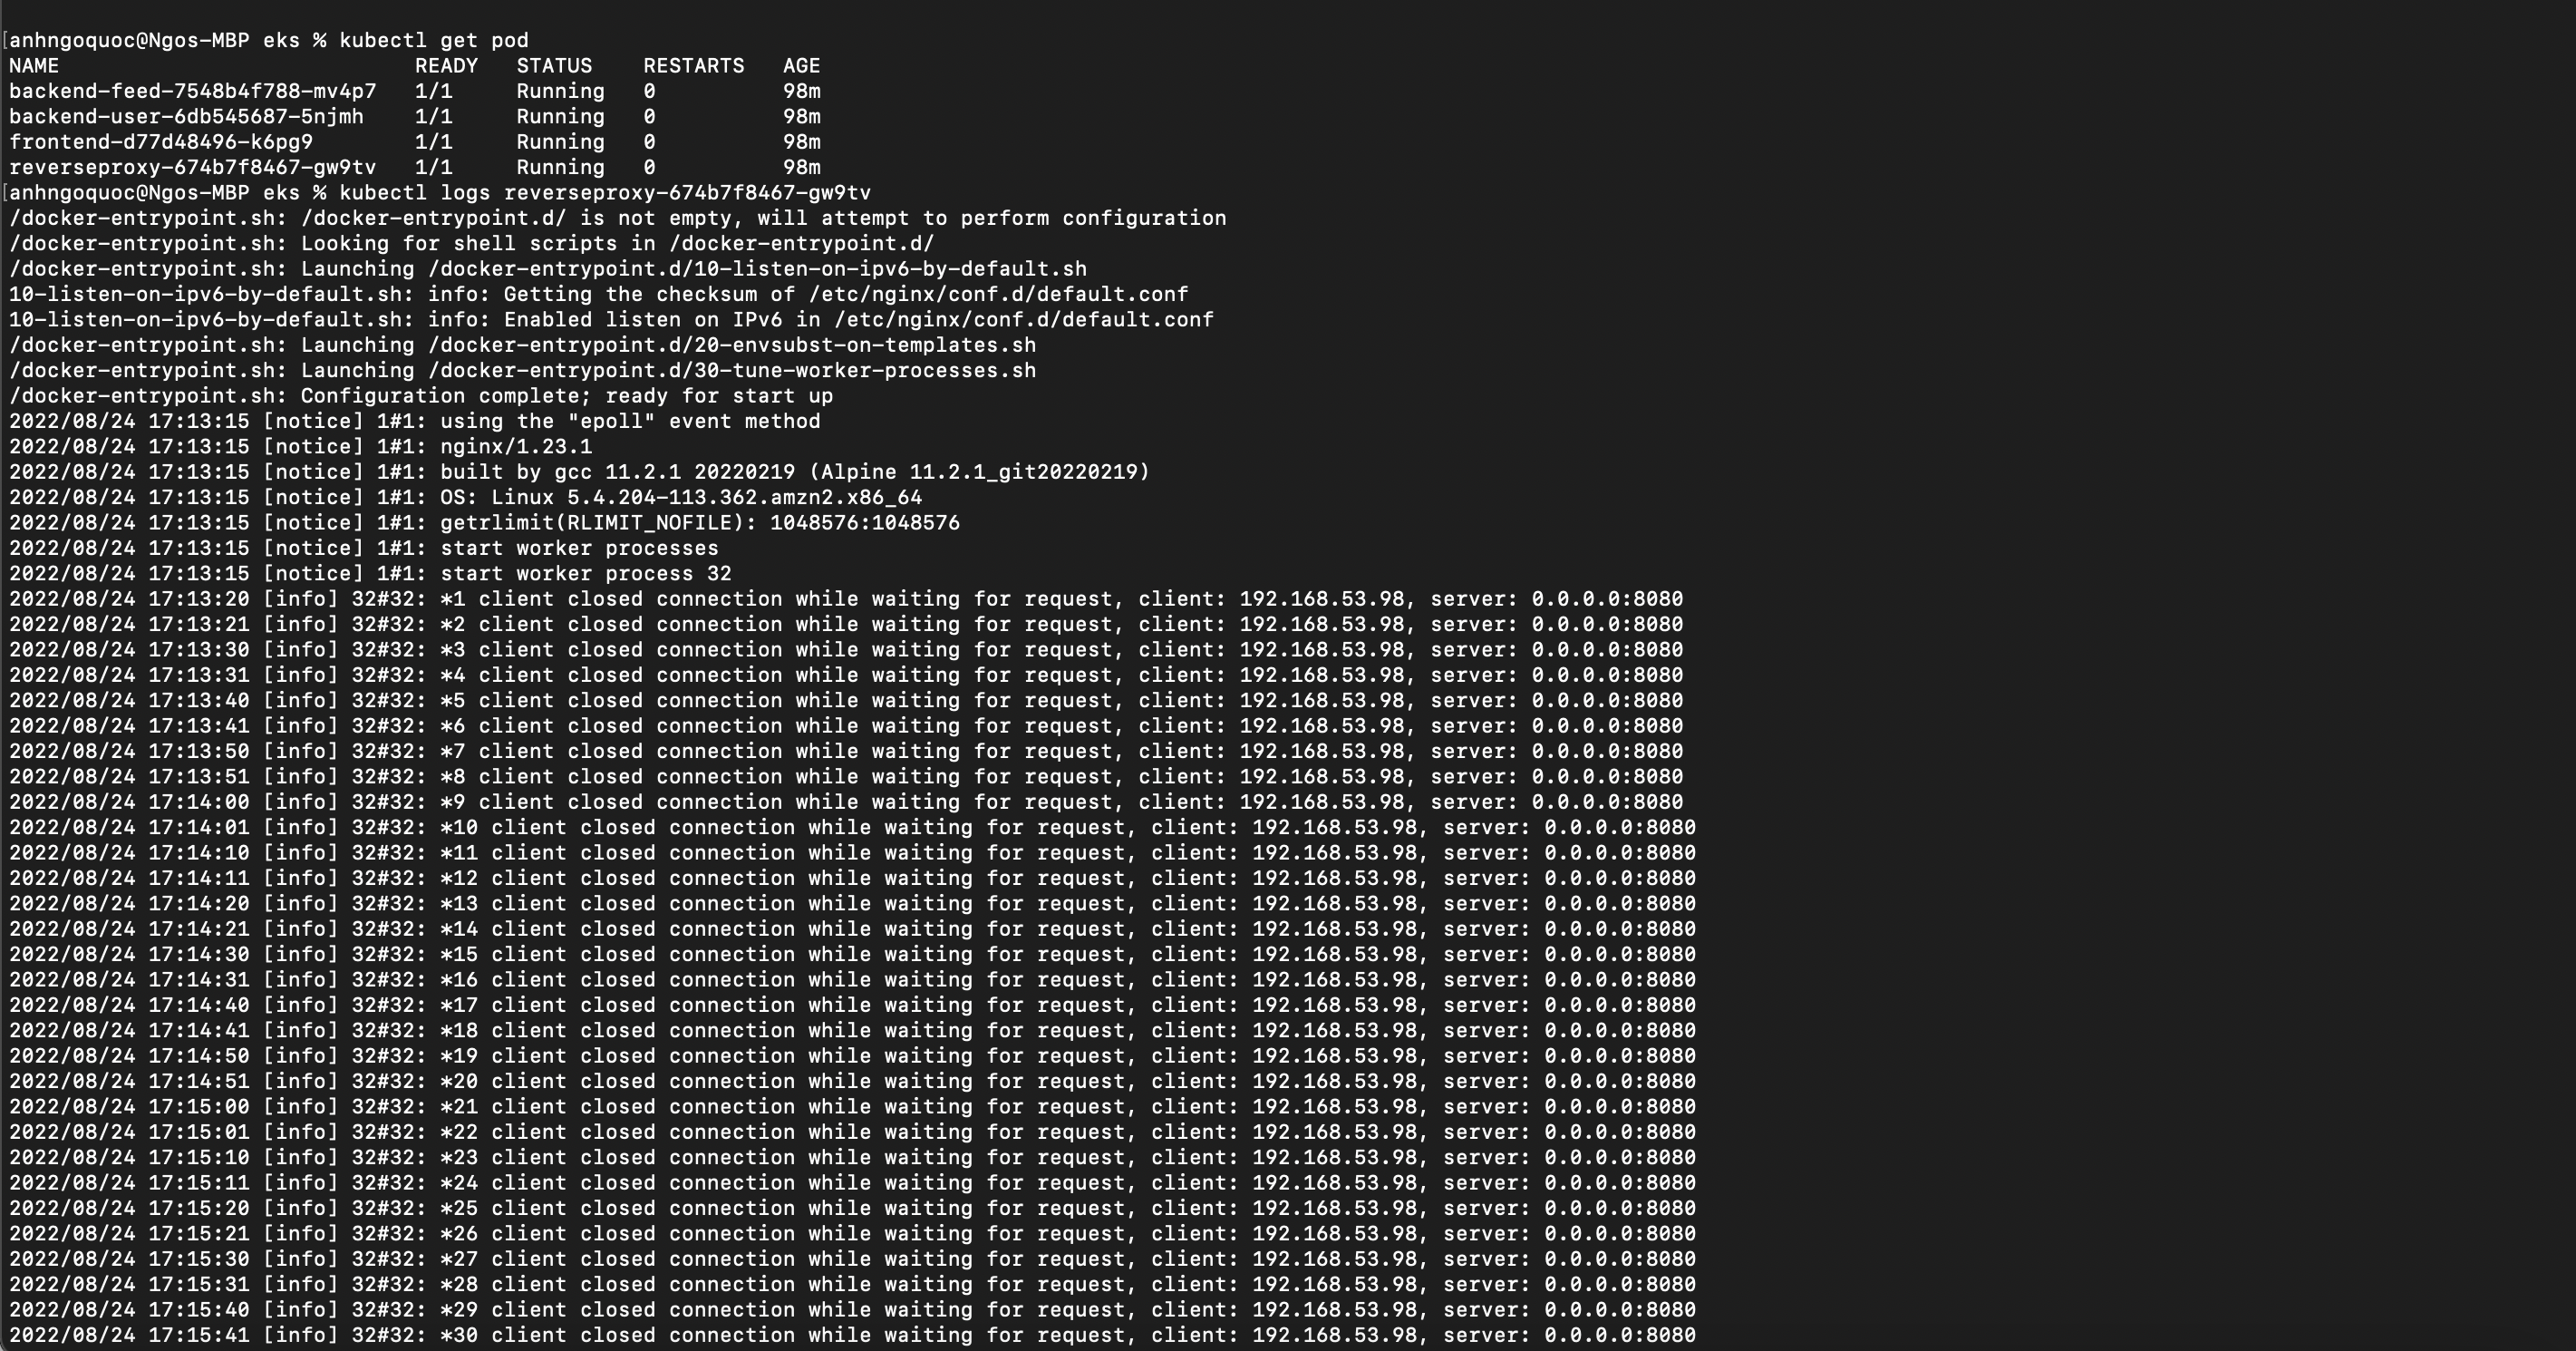 [anhngoquoc@Ngos-MBP eks % kubectl get pod
NAME                            READY   STATUS    RESTARTS   AGE
backend-feed-7548b4f788-mv4p7   1/1     Running   0          98m
backend-user-6db545687-5njmh    1/1     Running   0          98m
frontend-d77d48496-k6pg9        1/1     Running   0          98m
reverseproxy-674b7f8467-gw9tv   1/1     Running   0          98m
[anhngoquoc@Ngos-MBP eks % kubectl logs reverseproxy-674b7f8467-gw9tv
/docker-entrypoint.sh: /docker-entrypoint.d/ is not empty, will attempt to perform configuration
/docker-entrypoint.sh: Looking for shell scripts in /docker-entrypoint.d/
/docker-entrypoint.sh: Launching /docker-entrypoint.d/10-listen-on-ipv6-by-default.sh
10-listen-on-ipv6-by-default.sh: info: Getting the checksum of /etc/nginx/conf.d/default.conf
10-listen-on-ipv6-by-default.sh: info: Enabled listen on IPv6 in /etc/nginx/conf.d/default.conf
/docker-entrypoint.sh: Launching /docker-entrypoint.d/20-envsubst-on-templates.sh
/docker-entrypoint.sh: Launching /docker-entrypoint.d/30-tune-worker-processes.sh
/docker-entrypoint.sh: Configuration complete; ready for start up
2022/08/24 17:13:15 [notice] 1#1: using the "epoll" event method
2022/08/24 17:13:15 [notice] 1#1: nginx/1.23.1
2022/08/24 17:13:15 [notice] 1#1: built by gcc 11.2.1 20220219 (Alpine 11.2.1_git20220219)
2022/08/24 17:13:15 [notice] 1#1: OS: Linux 5.4.204-113.362.amzn2.x86_64
2022/08/24 17:13:15 [notice] 1#1: getrlimit(RLIMIT_NOFILE): 1048576:1048576
2022/08/24 17:13:15 [notice] 1#1: start worker processes
2022/08/24 17:13:15 [notice] 1#1: start worker process 32
2022/08/24 17:13:20 [info] 32#32: *1 client closed connection while waiting for request, client: 192.168.53.98, server: 0.0.0.0:8080
2022/08/24 17:13:21 [info] 32#32: *2 client closed connection while waiting for request, client: 192.168.53.98, server: 0.0.0.0:8080
2022/08/24 17:13:30 [info] 32#32: *3 client closed connection while waiting for request, client: 192.168.53.98, server: 0.0.0.0:8080
2022/08/24 17:13:31 [info] 32#32: *4 client closed connection while waiting for request, client: 192.168.53.98, server: 0.0.0.0:8080
2022/08/24 17:13:40 [info] 32#32: *5 client closed connection while waiting for request, client: 192.168.53.98, server: 0.0.0.0:8080
2022/08/24 17:13:41 [info] 32#32: *6 client closed connection while waiting for request, client: 192.168.53.98, server: 0.0.0.0:8080
2022/08/24 17:13:50 [info] 32#32: *7 client closed connection while waiting for request, client: 192.168.53.98, server: 0.0.0.0:8080
2022/08/24 17:13:51 [info] 32#32: *8 client closed connection while waiting for request, client: 192.168.53.98, server: 0.0.0.0:8080
2022/08/24 17:14:00 [info] 32#32: *9 client closed connection while waiting for request, client: 192.168.53.98, server: 0.0.0.0:8080
2022/08/24 17:14:01 [info] 32#32: *10 client closed connection while waiting for request, client: 192.168.53.98, server: 0.0.0.0:8080
2022/08/24 17:14:10 [info] 32#32: *11 client closed connection while waiting for request, client: 192.168.53.98, server: 0.0.0.0:8080
2022/08/24 17:14:11 [info] 32#32: *12 client closed connection while waiting for request, client: 192.168.53.98, server: 0.0.0.0:8080
2022/08/24 17:14:20 [info] 32#32: *13 client closed connection while waiting for request, client: 192.168.53.98, server: 0.0.0.0:8080
2022/08/24 17:14:21 [info] 32#32: *14 client closed connection while waiting for request, client: 192.168.53.98, server: 0.0.0.0:8080
2022/08/24 17:14:30 [info] 32#32: *15 client closed connection while waiting for request, client: 192.168.53.98, server: 0.0.0.0:8080
2022/08/24 17:14:31 [info] 32#32: *16 client closed connection while waiting for request, client: 192.168.53.98, server: 0.0.0.0:8080
2022/08/24 17:14:40 [info] 32#32: *17 client closed connection while waiting for request, client: 192.168.53.98, server: 0.0.0.0:8080
2022/08/24 17:14:41 [info] 32#32: *18 client closed connection while waiting for request, client: 192.168.53.98, server: 0.0.0.0:8080
2022/08/24 17:14:50 [info] 32#32: *19 client closed connection while waiting for request, client: 192.168.53.98, server: 0.0.0.0:8080
2022/08/24 17:14:51 [info] 32#32: *20 client closed connection while waiting for request, client: 192.168.53.98, server: 0.0.0.0:8080
2022/08/24 17:15:00 [info] 32#32: *21 client closed connection while waiting for request, client: 192.168.53.98, server: 0.0.0.0:8080
2022/08/24 17:15:01 [info] 32#32: *22 client closed connection while waiting for request, client: 192.168.53.98, server: 0.0.0.0:8080
2022/08/24 17:15:10 [info] 32#32: *23 client closed connection while waiting for request, client: 192.168.53.98, server: 0.0.0.0:8080
2022/08/24 17:15:11 [info] 32#32: *24 client closed connection while waiting for request, client: 192.168.53.98, server: 0.0.0.0:8080
2022/08/24 17:15:20 [info] 32#32: *25 client closed connection while waiting for request, client: 192.168.53.98, server: 0.0.0.0:8080
2022/08/24 17:15:21 [info] 32#32: *26 client closed connection while waiting for request, client: 192.168.53.98, server: 0.0.0.0:8080
2022/08/24 17:15:30 [info] 32#32: *27 client closed connection while waiting for request, client: 192.168.53.98, server: 0.0.0.0:8080
2022/08/24 17:15:31 [info] 32#32: *28 client closed connection while waiting for request, client: 192.168.53.98, server: 0.0.0.0:8080
2022/08/24 17:15:40 [info] 32#32: *29 client closed connection while waiting for request, client: 192.168.53.98, server: 0.0.0.0:8080
2022/08/24 17:15:41 [info] 32#32: *30 client closed connection while waiting for request, client: 192.168.53.98, server: 0.0.0.0:8080